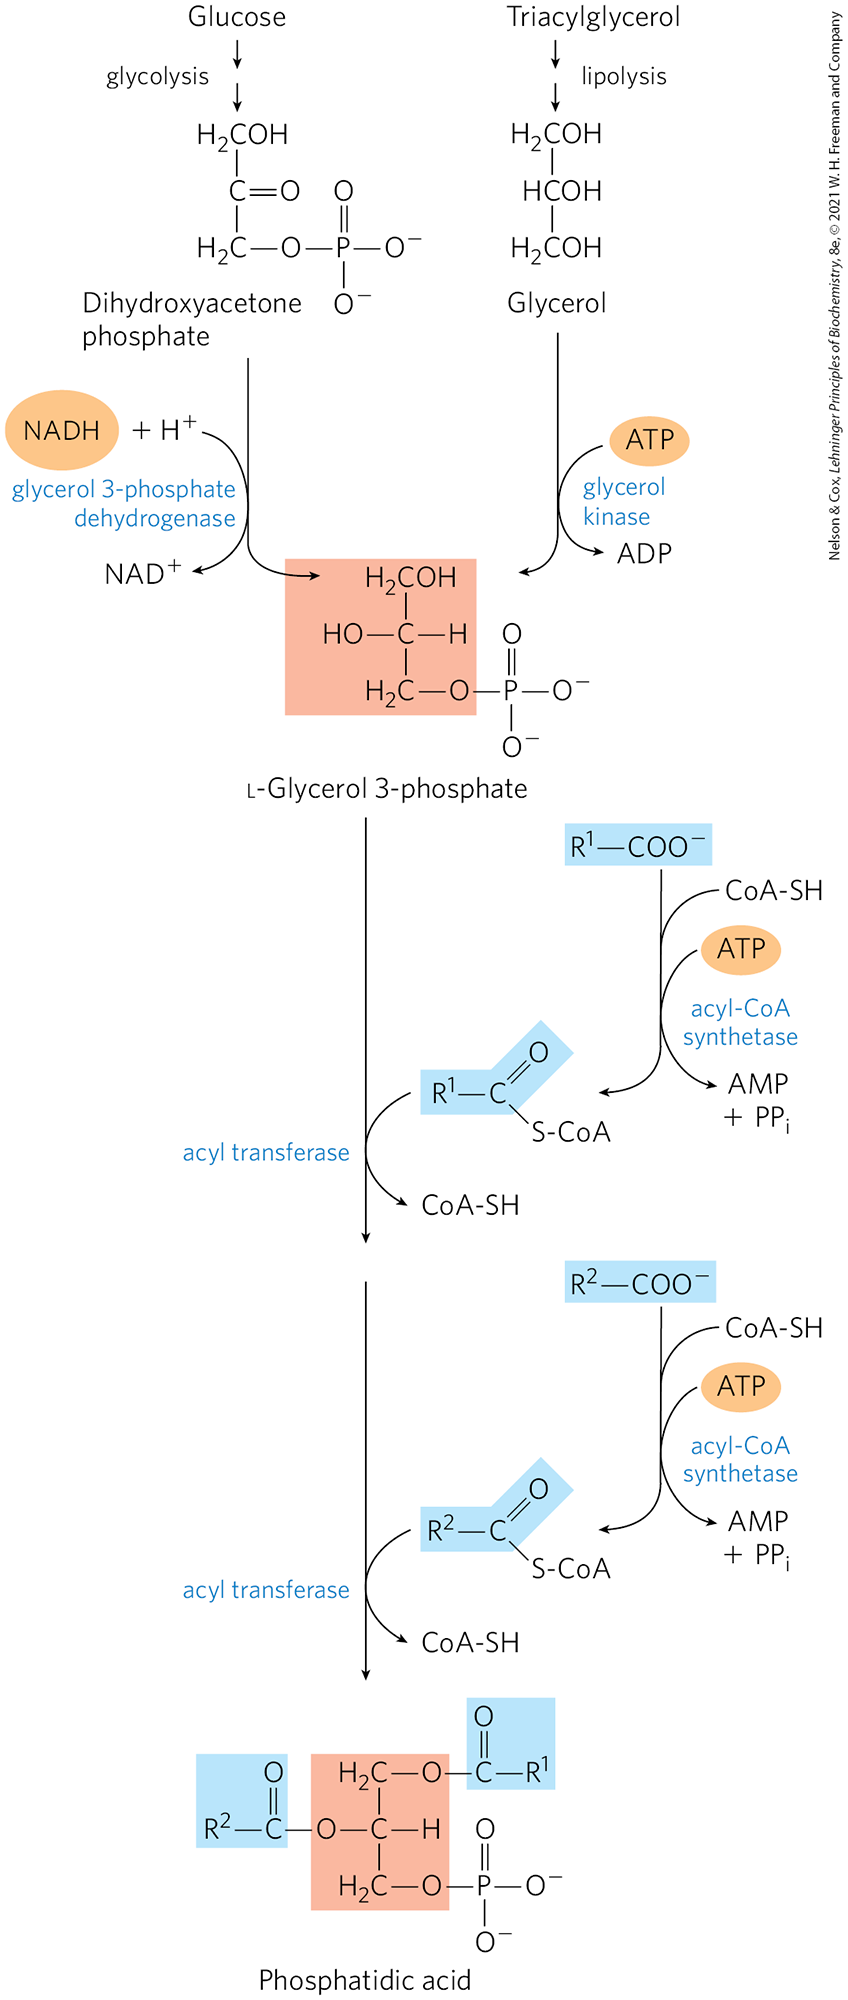 Glucose
glycolysis
H₂COH
C=O O
H₂C—O—P—O⁻
O⁻
Dihydroxyacetone
phosphate
Triacylglycerol
lipolysis
H₂COH
HCOH
H₂COH
Glycerol
NADH + H⁺
glycerol 3-phosphate
dehydrogenase
NAD⁺
ATP
glycerol
kinase
ADP
H₂COH
HO—C—H O
H₂C—O—P—O⁻
O⁻
L-Glycerol 3-phosphate
R¹—COO⁻
CoA-SH
ATP
acyl-CoA
synthetase
AMP
+ PPᵢ
O
R¹—C
S-CoA
acyl transferase
CoA-SH
R²—COO⁻
CoA-SH
ATP
acyl-CoA
synthetase
AMP
+ PPᵢ
O
R²—C
S-CoA
acyl transferase
CoA-SH
O
O H₂C—O—C—R¹
R²—C—O—C—H O
H₂C—O—P—O⁻
O⁻
Phosphatidic acid
Nelson & Cox, Lehninger Principles of Biochemistry, 8e, © 2021 W. H. Freeman and Company